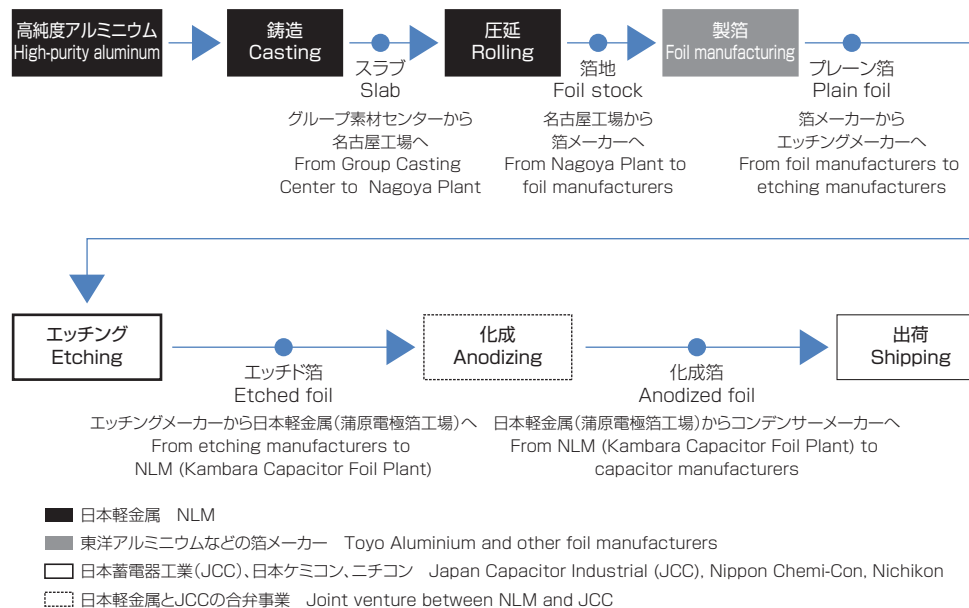 高純度アルミニウム
High-purity aluminum
鋳造
Casting
スラブ
Slab
グループ素材センターから
名古屋工場へ
From Group Casting
Center to Nagoya Plant
圧延
Rolling
箔地
Foil stock
名古屋工場から
箔メーカーへ
From Nagoya Plant to
foil manufacturers
製箔
Foil manufacturing
プレーン箔
Plain foil
箔メーカーから
エッチングメーカーへ
From foil manufacturers to
etching manufacturers
エッチング
Etching
エッチド箔
Etched foil
エッチングメーカーから日本軽金属(蒲原電極箔工場)へ
From etching manufacturers to
NLM (Kambara Capacitor Foil Plant)
化成
Anodizing
化成箔
Anodized foil
日本軽金属(蒲原電極箔工場)からコンデンサーメーカーへ
From NLM (Kambara Capacitor Foil Plant) to
capacitor manufacturers
出荷
Shipping
日本軽金属 NLM
東洋アルミニウムなどの箔メーカー Toyo Aluminium and other foil manufacturers
日本蓄電器工業(JCC)、日本ケミコン、ニチコン Japan Capacitor Industrial (JCC), Nippon Chemi-Con, Nichikon
日本軽金属とJCCの合弁事業 Joint venture between NLM and JCC